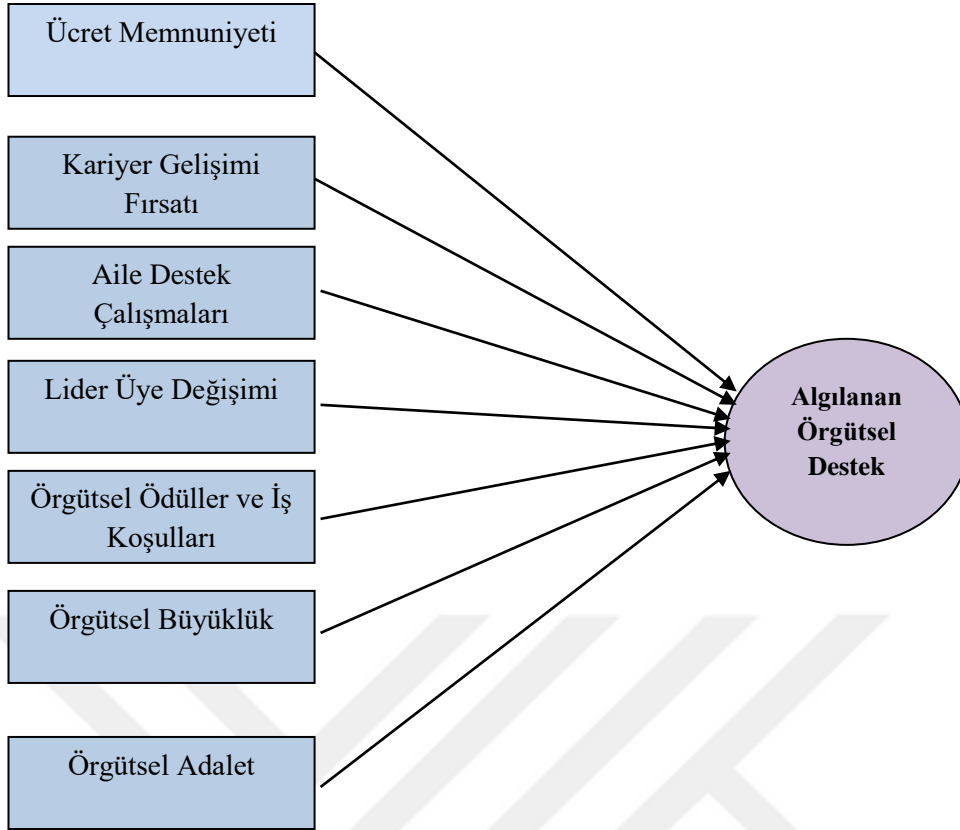 Ücret Memnuniyeti
Kariyer Gelişimi
Fırsatı
Aile Destek
Çalışmaları
Lider Üye Değişimi
Örgütsel Ödüller ve İş
Koşulları
Örgütsel Büyüklük
Örgütsel Adalet
Algılanan
Örgütsel
Destek